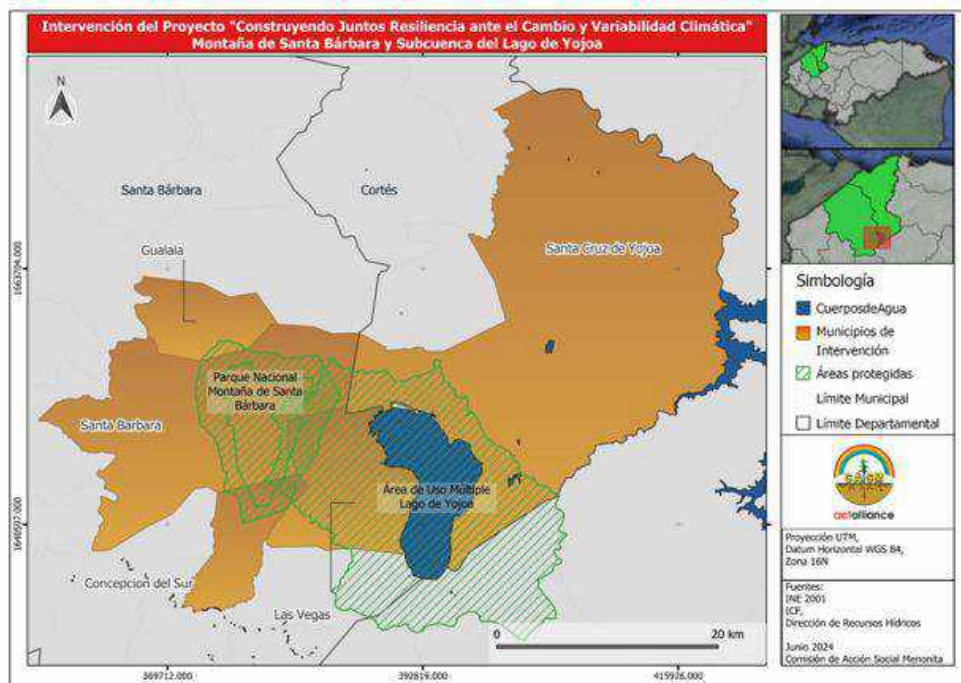 Intervención del Proyecto "Construyendo Juntos Resiliencia ante el Cambio y Variabilidad Climática"
Montaña de Santa Bárbara y Subcuenca del Lago de Yojoa
N
Santa Bárbara
Cortés
Gualala
Santa Cruz de Yojoa
Parque Nacional
Montaña de Santa
Bárbara
Santa Barbara
Área de Uso Múltiple
Lago de Yojoa
Concepcion del Sur
Las Vegas
0
20 km
1663704.000
1640597.000
369712.000
392819.000
415926.000
Simbología
CuerposdeAgua
Municipios de
Intervención
Áreas protegidas
Límite Municipal
Límite Departamental
actalliance
Proyección UTM,
Datum Horizontal WGS 84,
Zona 16N
Fuentes:
INE 2001
ICF,
Dirección de Recursos Hídricos
Junio 2024
Comisión de Acción Social Menonita